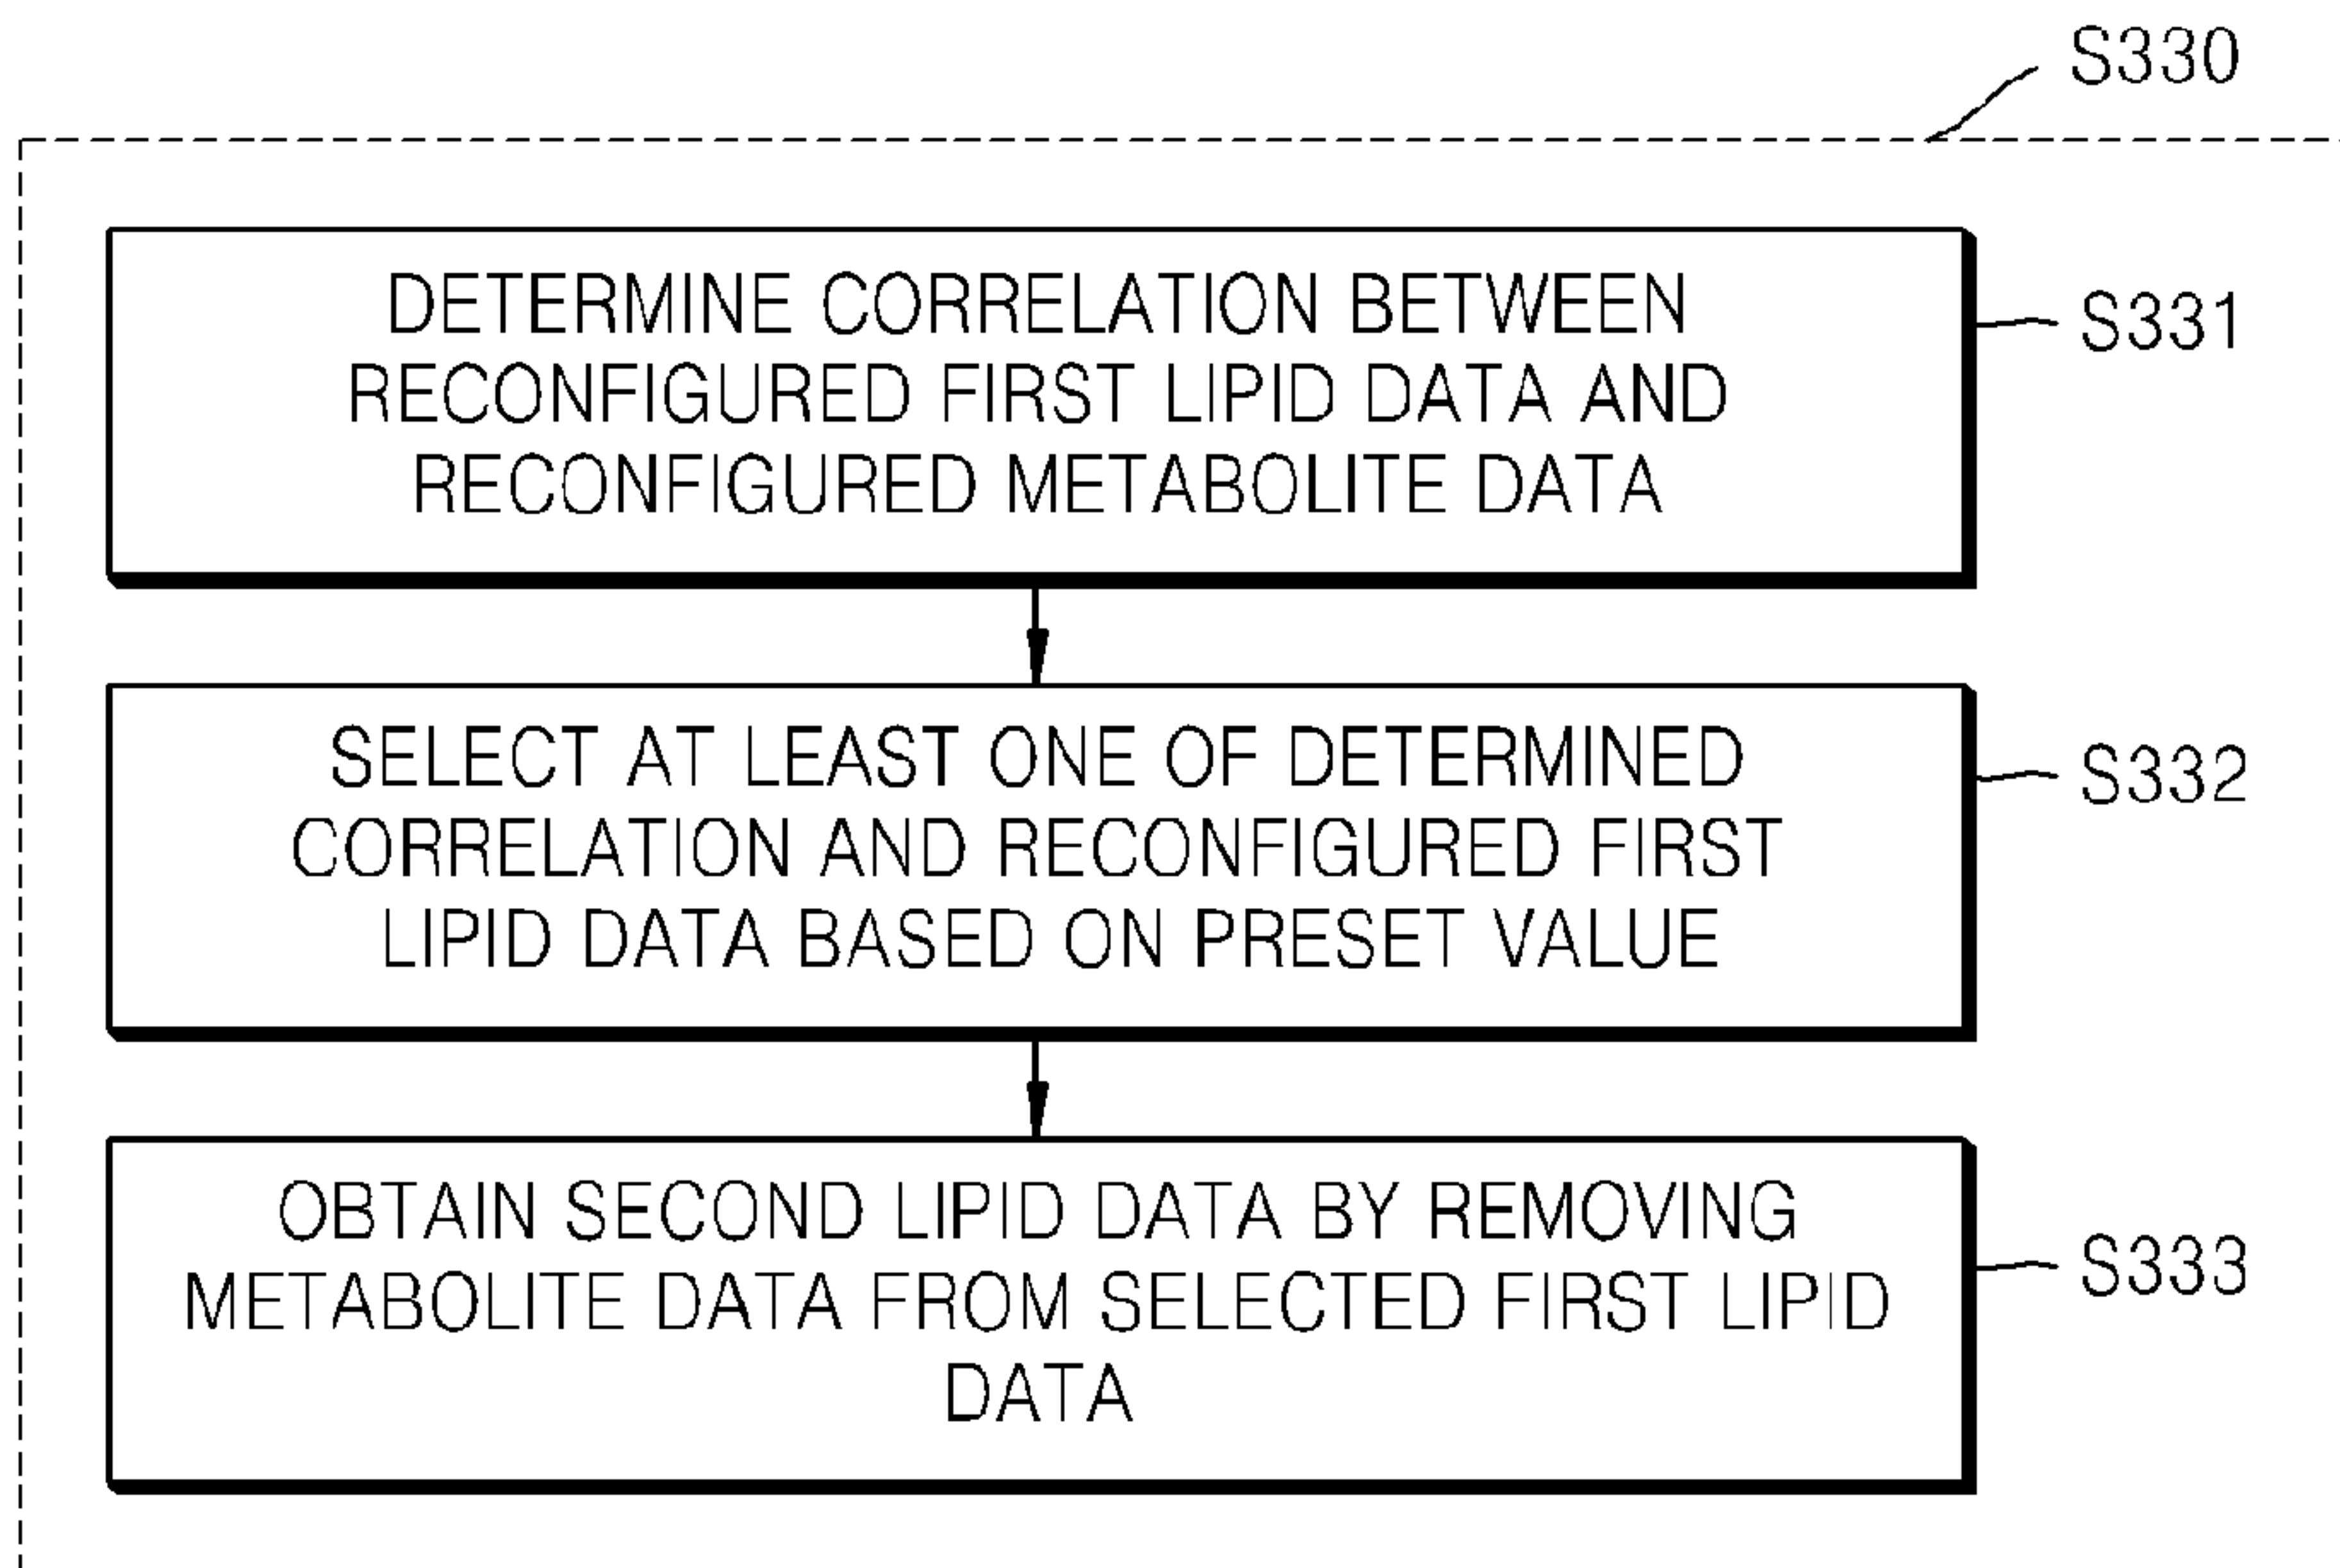 S330
DETERMINE CORRELATION BETWEEN
RECONFIGURED FIRST LIPID DATA AND
RECONFIGURED METABOLITE DATA
S331
SELECT AT LEAST ONE OF DETERMINED
CORRELATION AND RECONFIGURED FIRST
LIPID DATA BASED ON PRESET VALUE
S332
OBTAIN SECOND LIPID DATA BY REMOVING
METABOLITE DATA FROM SELECTED FIRST LIPID
DATA
S333